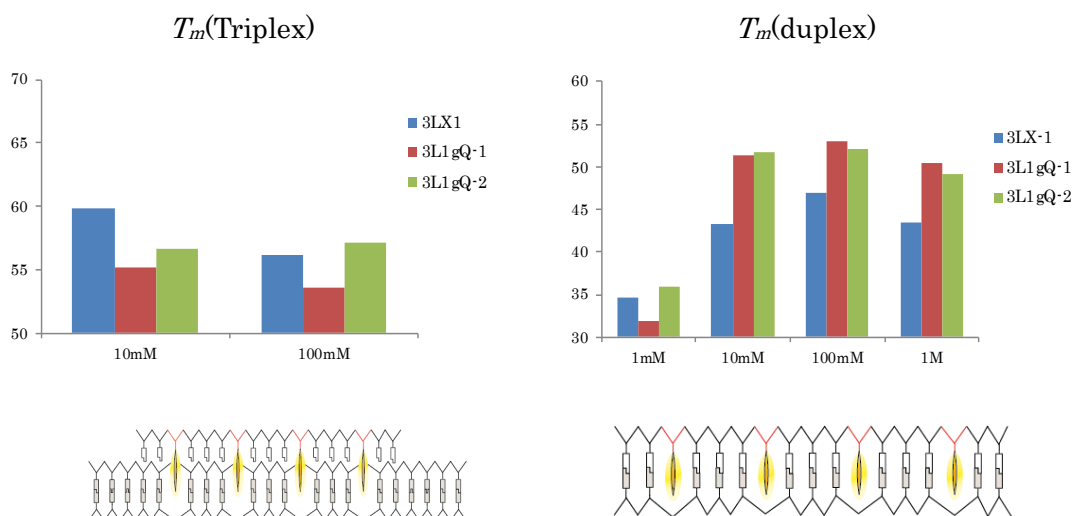 Tm(Triplex)
70
65
60
55
50
10mM
100mM
3LX1
3L1gQ-1
3L1gQ-2
Tm(duplex)
60
55
50
45
40
35
30
1mM
10mM
100mM
1M
3LX-1
3L1gQ-1
3L1gQ-2